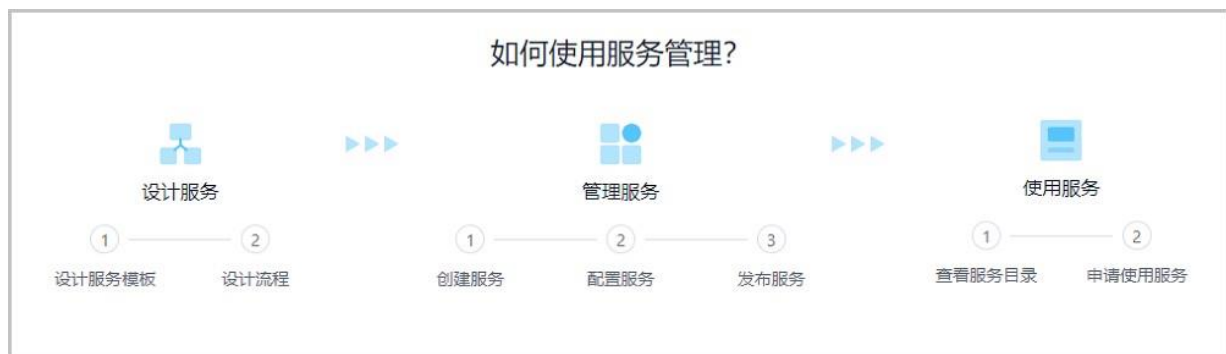 如何使用服务管理?
设计服务
管理服务
使用服务
1
2
1
2
3
1
2
设计服务模板
设计流程
创建服务
配置服务
发布服务
查看服务目录
申请使用服务